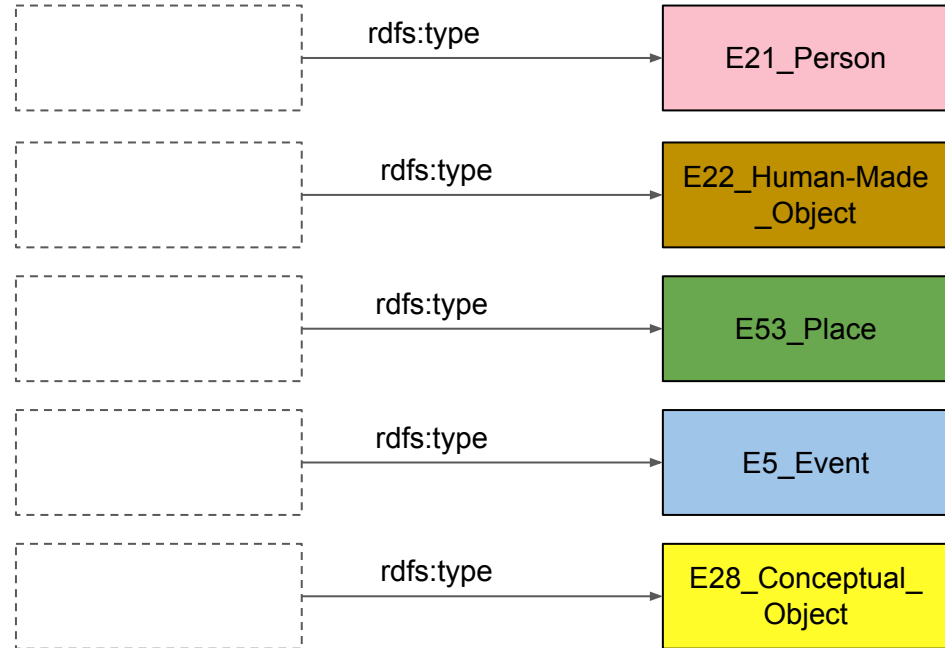 rdfs:type
E21_Person
rdfs:type
E22_Human-Made
_Object
rdfs:type
E53_Place
rdfs:type
E5_Event
rdfs:type
E28_Conceptual_
Object